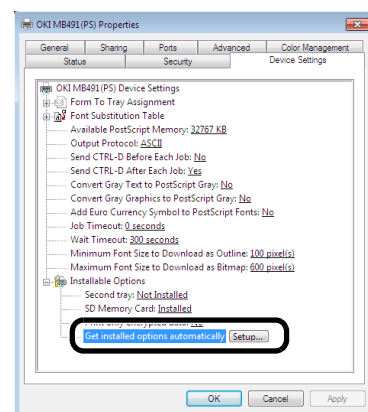 OKI MB491(PS) Properties
General Sharing Ports Advanced Color Management
Status Security Device Settings
OKI MB491(PS) Device Settings
Form To Tray Assignment
Font Substitution Table
Available PostScript Memory: 32767 KB
Output Protocol: ASCII
Send CTRL-D Before Each Job: No
Send CTRL-D After Each Job: Yes
Convert Gray Text to PostScript Gray: No
Convert Gray Graphics to PostScript Gray: No
Add Euro Currency Symbol to PostScript Fonts: No
Job Timeout: 0 seconds
Wait Timeout: 300 seconds
Minimum Font Size to Download as Outline: 100 pixel(s)
Maximum Font Size to Download as Bitmap: 600 pixel(s)
Installable Options
Second tray: Not Installed
SD Memory Card: Installed
Print only encrypted data: No
Get installed options automatically Setup...
OK Cancel Apply